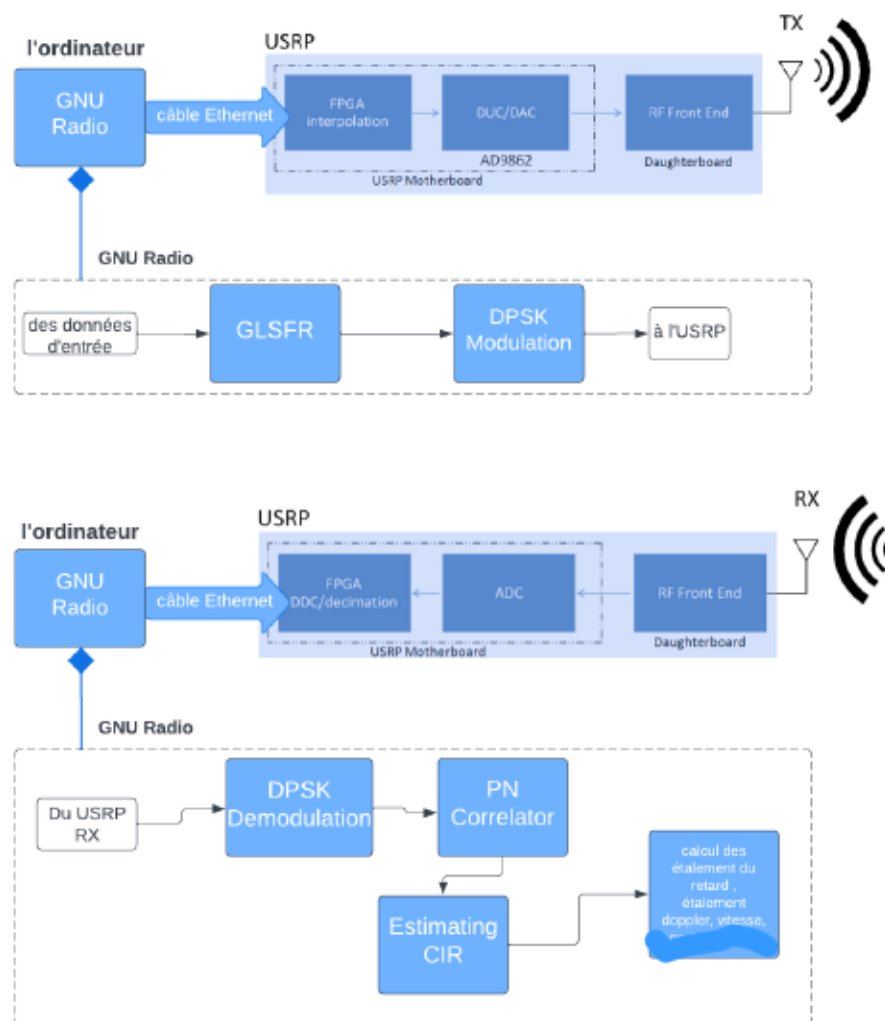 TX
USRP
l'ordinateur
GNU
Radio
câble Ethernet
FPGA
interpolation
DUC/DAC
RF Front End
AD9862
Daughterboard
USRP Motherboard
GNU Radio
des données
d'entrée
GLSFR
DPSK
Modulation
à l'USRP
RX
USRP
l'ordinateur
GNU
Radio
câble Ethernet
FPGA
DDC/decimation
ADC
RF Front End
Daughterboard
USRP Motherboard
GNU Radio
Du USRP
RX
DPSK
Demodulation
PN
Correlator
Estimating
CIR
calcul des
étalement du
retard ,
étalement
doppler, vitesse,